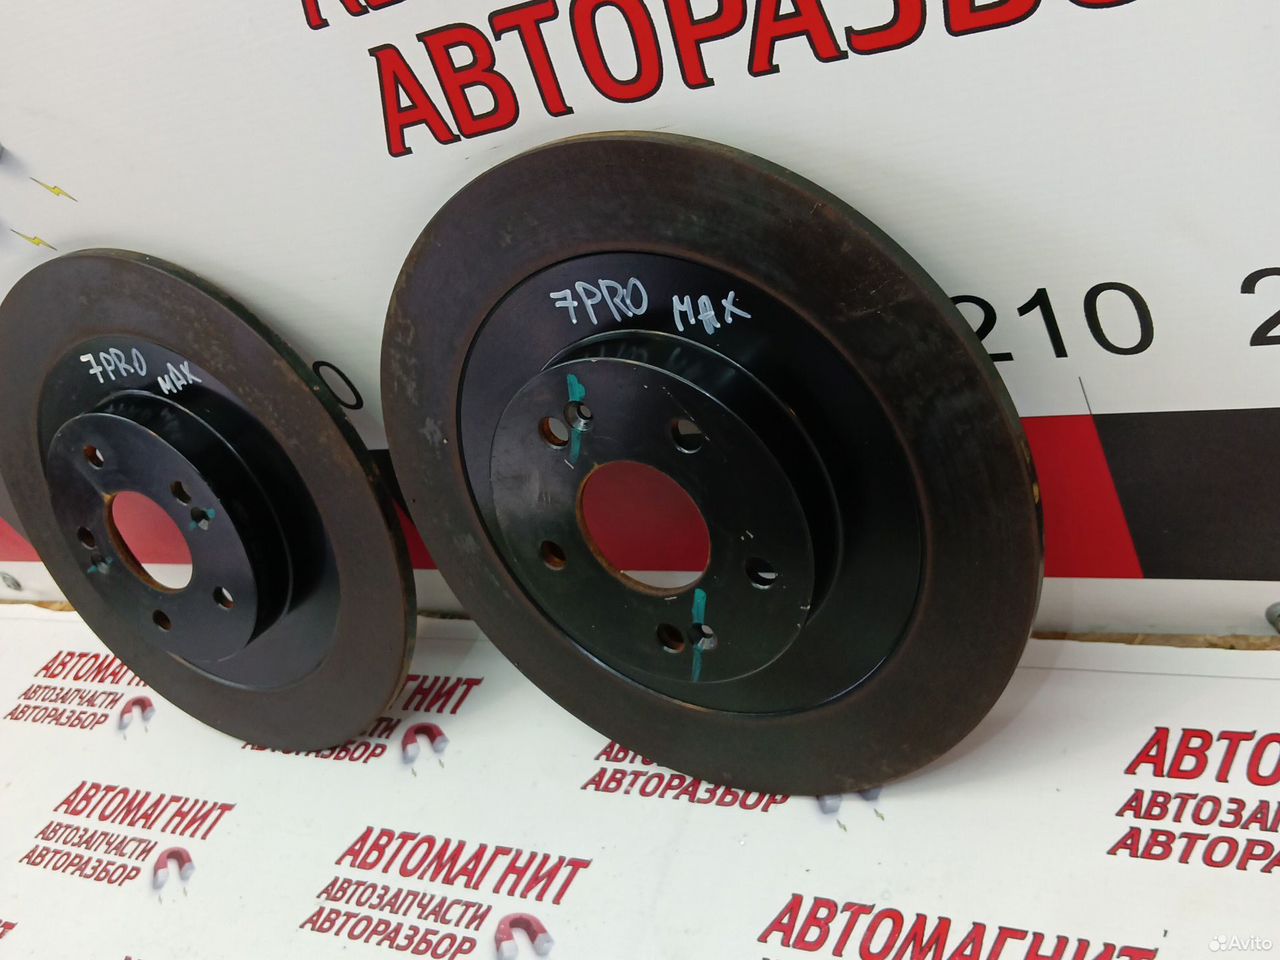 АВТОРАЗБО
210 2
7PRO MAX
7PRO MAX
АВТОМАГНИТ
АВТОЗАПЧАСТИ
АВТОРАЗБОР
АВТОРАЗБОР
АВТОРАЗБОР
АВТО
АВТОЗА
АВТОРА
АВТОМАГНИТ
АВТОЗАПЧАСТИ
АВТОРАЗБОР
АВТОМАГНИТ
АВТОЗАПЧАСТИ
АВТОРАЗБОР
АВТОМАГНИТ
Avito